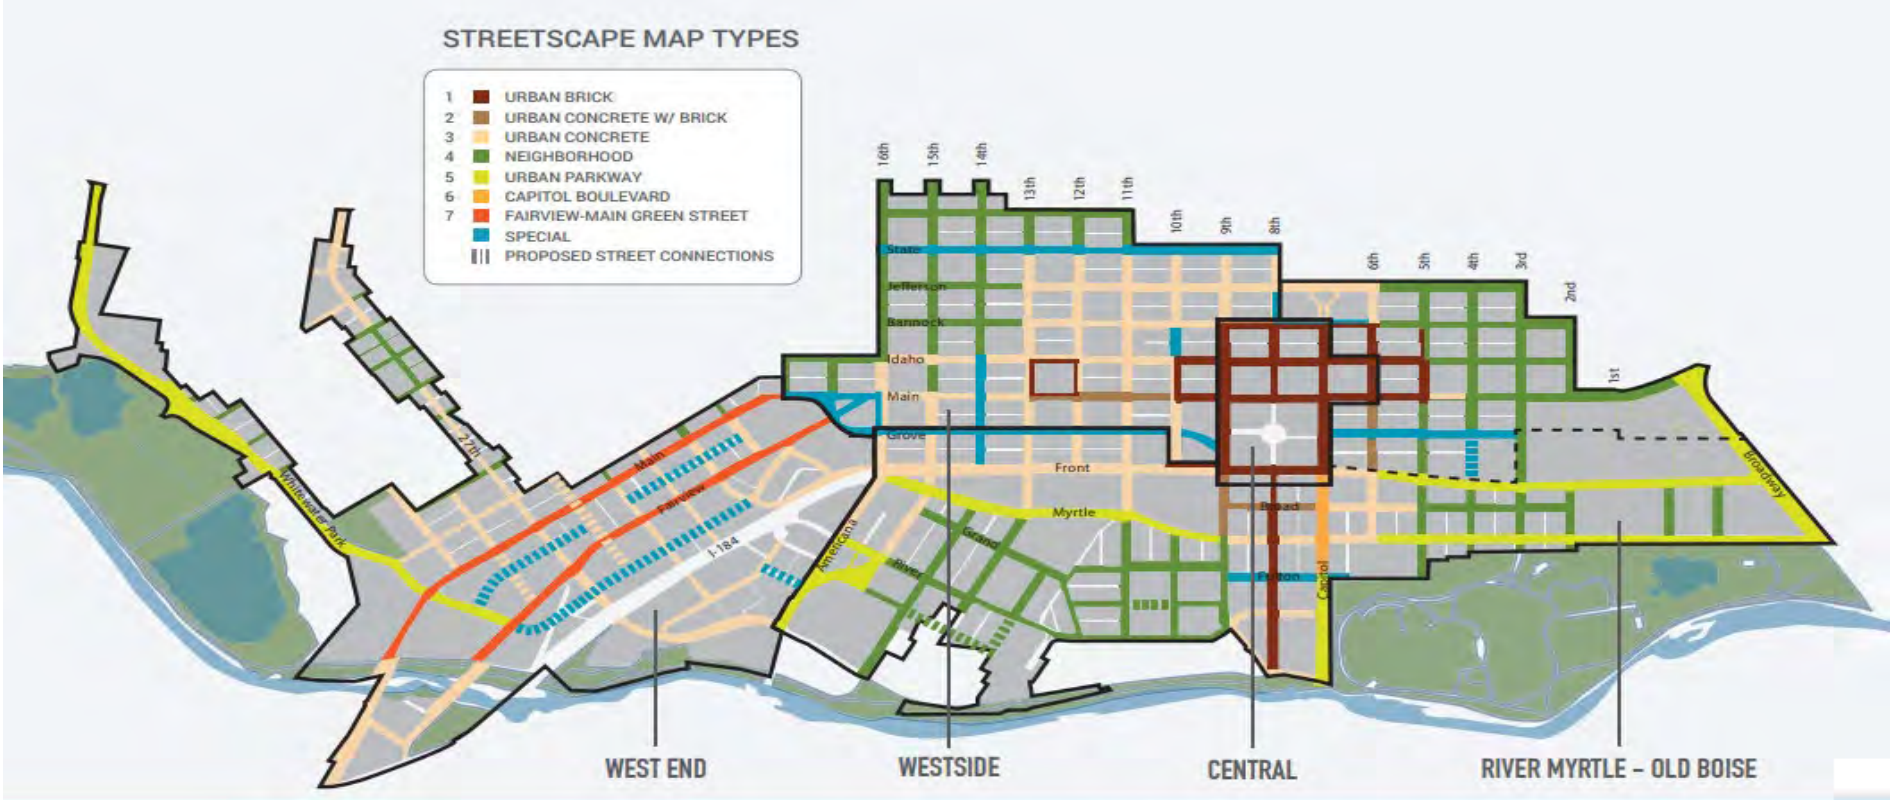 STREETSCAPE MAP TYPES
1 URBAN BRICK
2 URBAN CONCRETE W/ BRICK
3 URBAN CONCRETE
4 NEIGHBORHOOD
5 URBAN PARKWAY
6 CAPITOL BOULEVARD
7 FAIRVIEW-MAIN GREEN STREET
SPECIAL
PROPOSED STREET CONNECTIONS
16th
15th
14th
13th
12th
11th
10th
9th
8th
6th
5th
4th
3rd
2nd
1st
State
Jefferson
Bannock
Idaho
Main
Grove
Front
Myrtle
Grand
River
Americana
Broad
Fulton
Capitol
Broadway
27th
Main
Fairview
I-184
Whitewater Park
WEST END
WESTSIDE
CENTRAL
RIVER MYRTLE – OLD BOISE